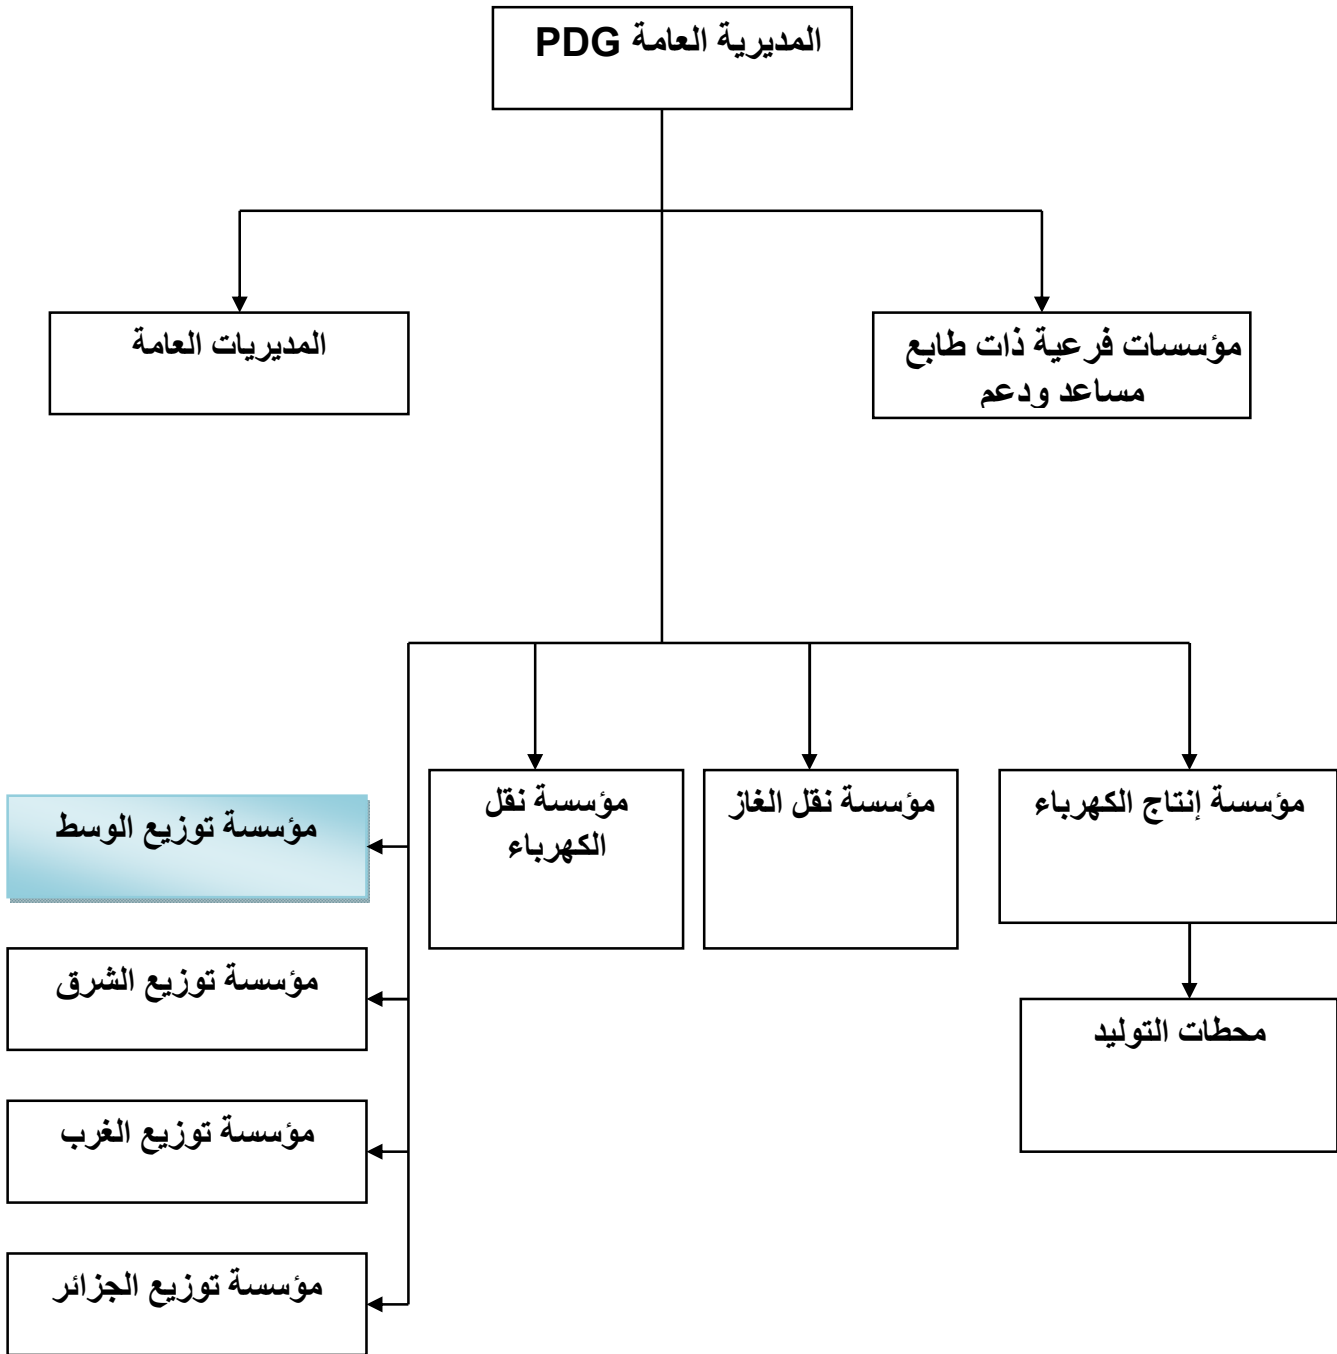 المديرية العامة PDG
مؤسسات فرعية ذات طابع
مساعد ودعم
المديريات العامة
مؤسسة إنتاج الكهرباء
مؤسسة نقل الغاز
مؤسسة نقل
الكهرباء
مؤسسة توزيع الوسط
مؤسسة توزيع الشرق
محطات التوليد
مؤسسة توزيع الغرب
مؤسسة توزيع الجزائر